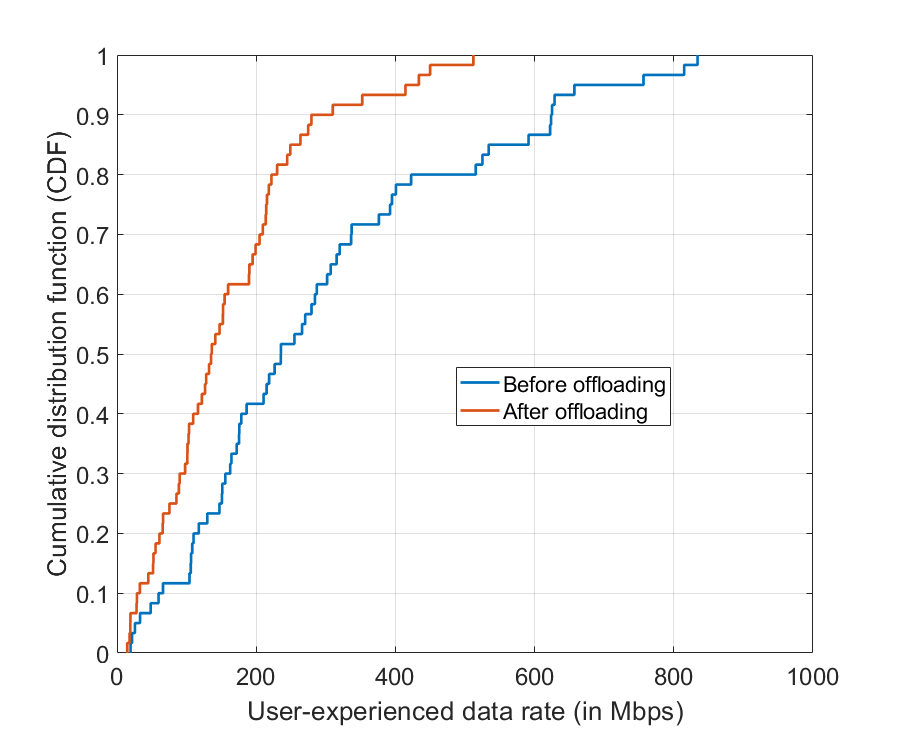 Cumulative distribution function (CDF)
1
0.9
0.8
0.7
0.6
0.5
0.4
0.3
0.2
0.1
0
Before offloading
After offloading
0 200 400 600 800 1000
User-experienced data rate (in Mbps)